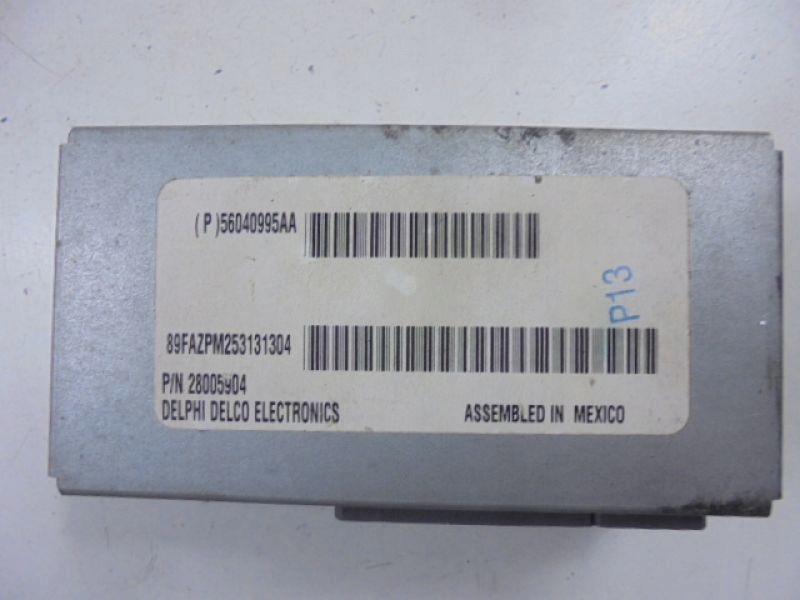 ( P )56040995AA
P13
89FAZPM253131304
P/N 28005904
DELPHI DELCO ELECTRONICS ASSEMBLED IN MEXICO